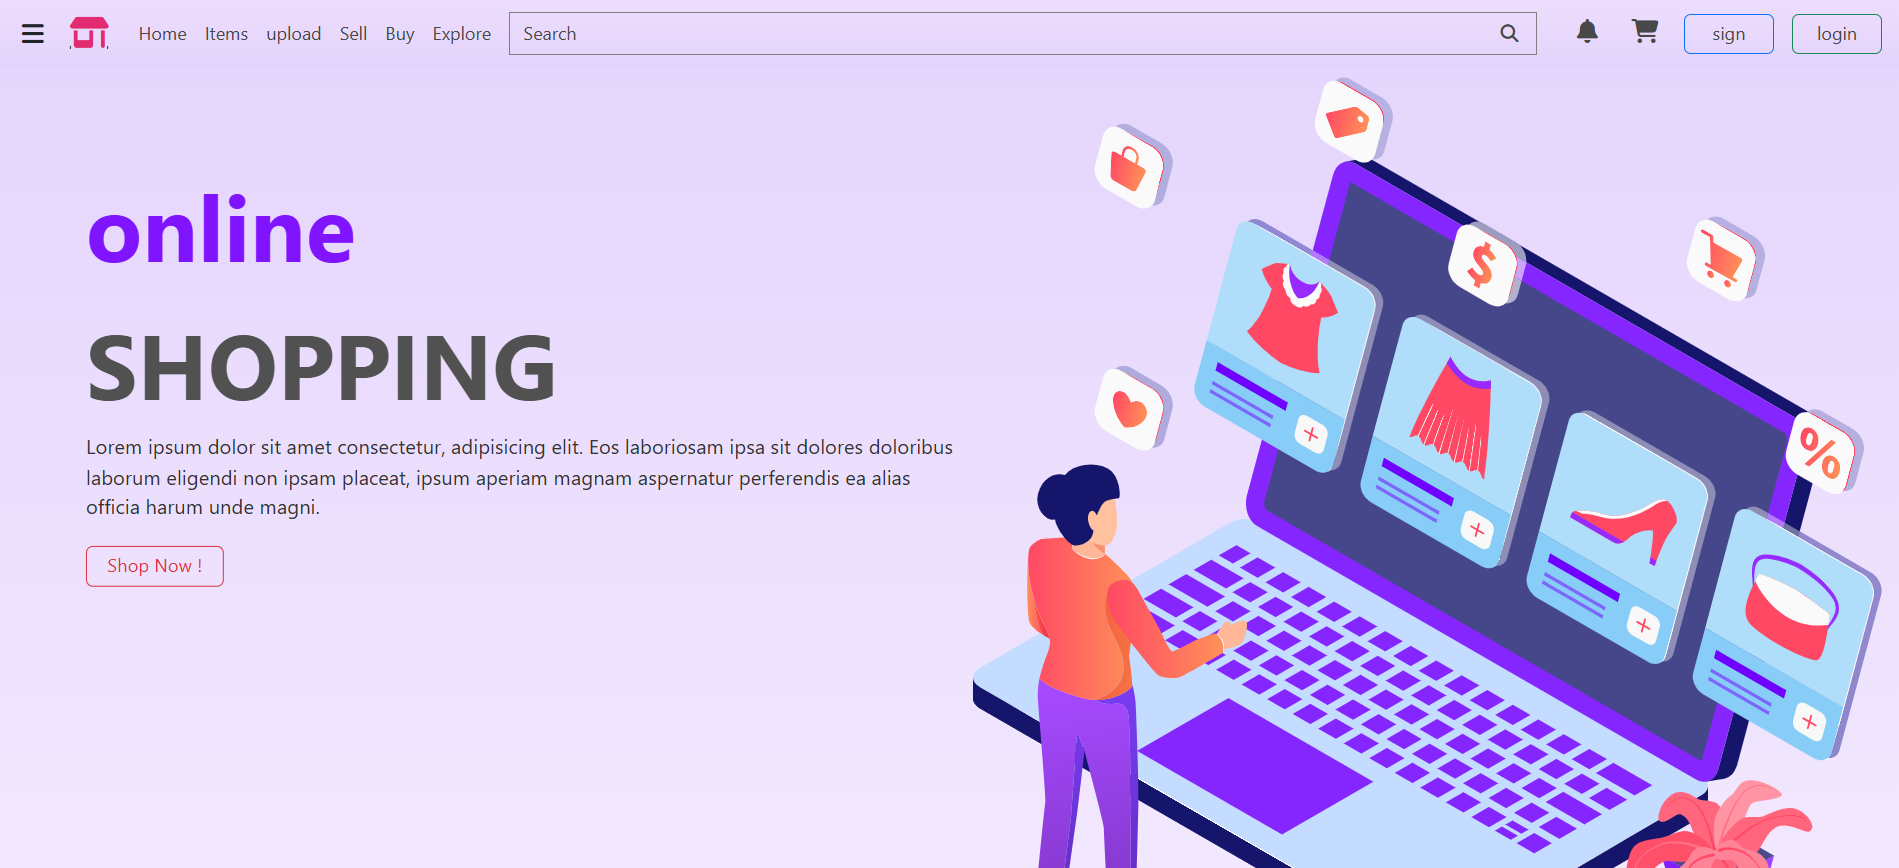 Home Items upload Sell Buy Explore Search sign login
online
SHOPPING
Lorem ipsum dolor sit amet consectetur, adipisicing elit. Eos laboriosam ipsa sit dolores doloribus
laborum eligendi non ipsam placeat, ipsum aperiam magnam aspernatur perferendis ea alias
officia harum unde magni.
Shop Now !
$
%